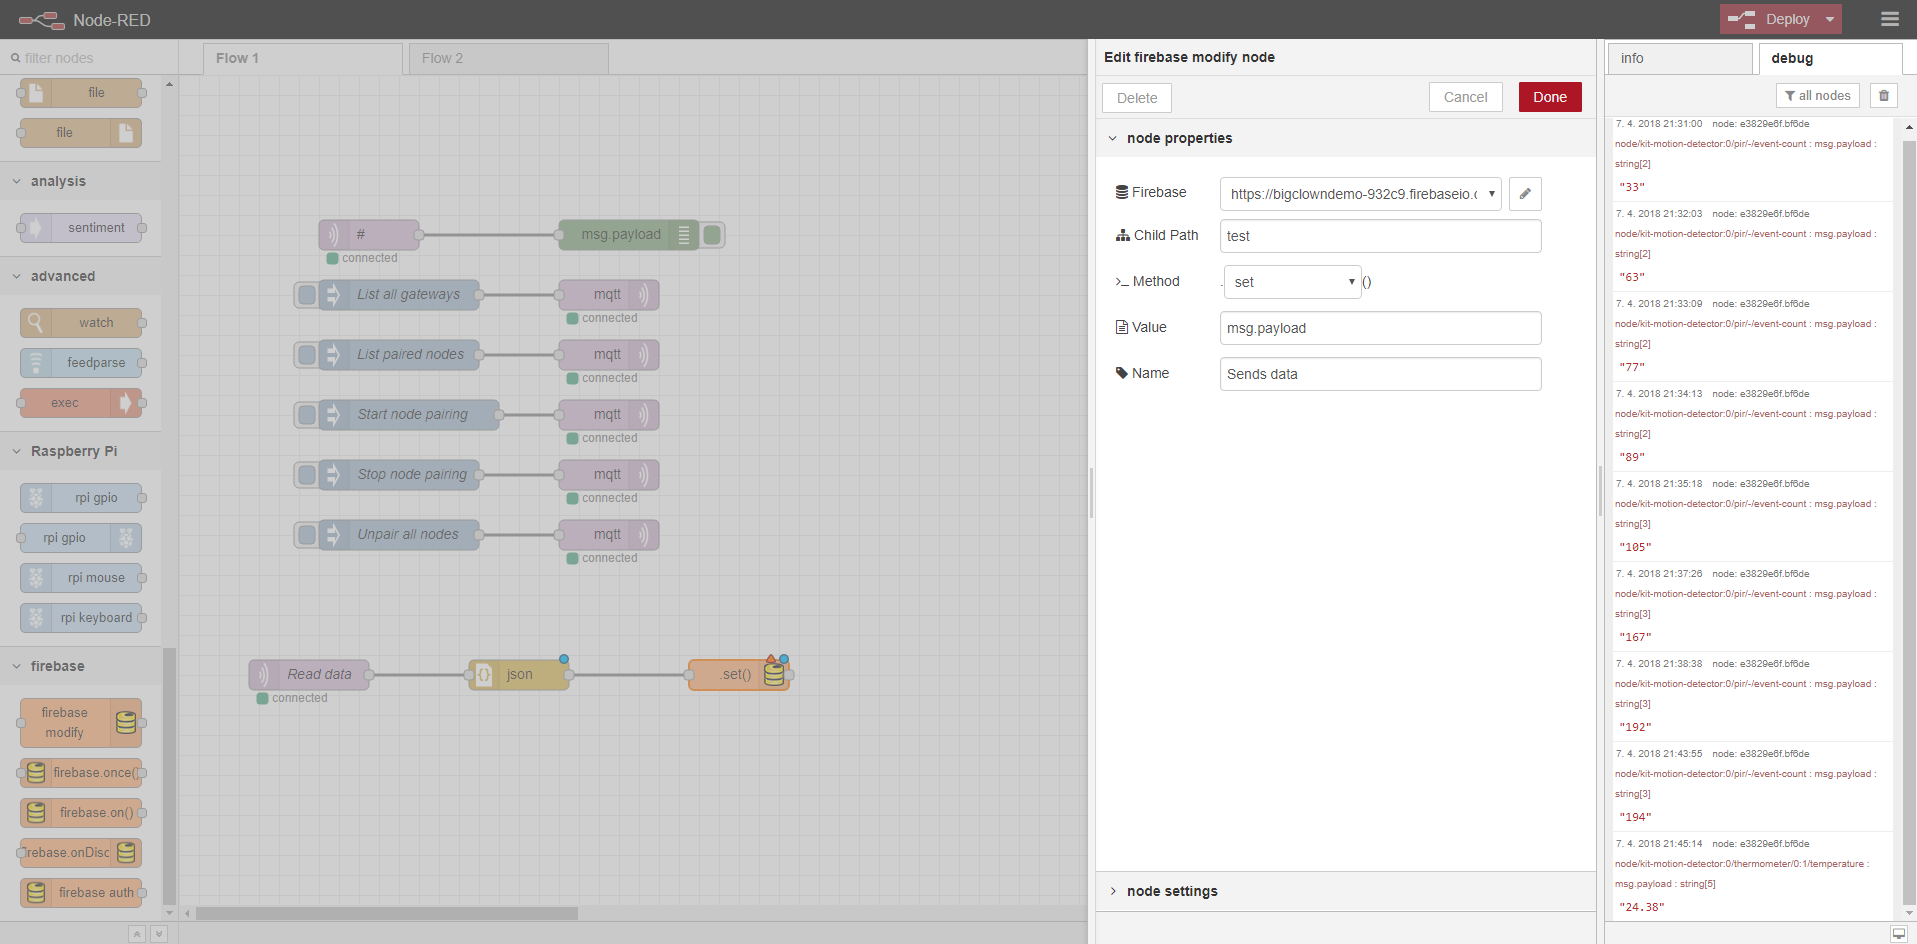 Node-RED
Deploy
filter nodes
file
file
analysis
sentiment
advanced
watch
feedparse
exec
Raspberry Pi
rpi gpio
rpi gpio
rpi mouse
rpi keyboard
firebase
firebase
modify
firebase.once()
firebase.on()
firebase.onDisc
firebase auth
Flow 1
Flow 2
#
connected
msg.payload
List all gateways
mqtt
connected
List paired nodes
mqtt
connected
Start node pairing
mqtt
connected
Stop node pairing
mqtt
connected
Unpair all nodes
mqtt
connected
Read data
connected
json
.set()
Edit firebase modify node
Delete
Cancel
Done
node properties
Firebase
https://bigclowndemo-932c9.firebaseio.c
Child Path
test
Method
. set ()
Value
msg.payload
Name
Sends data
node settings
info
debug
all nodes
7. 4. 2018 21:31:00 node: e3829e6f.bf6de
node/kit-motion-detector:0/pir/-/event-count : msg.payload :
string[2]
"33"
7. 4. 2018 21:32:03 node: e3829e6f.bf6de
node/kit-motion-detector:0/pir/-/event-count : msg.payload :
string[2]
"63"
7. 4. 2018 21:33:09 node: e3829e6f.bf6de
node/kit-motion-detector:0/pir/-/event-count : msg.payload :
string[2]
"77"
7. 4. 2018 21:34:13 node: e3829e6f.bf6de
node/kit-motion-detector:0/pir/-/event-count : msg.payload :
string[2]
"89"
7. 4. 2018 21:35:18 node: e3829e6f.bf6de
node/kit-motion-detector:0/pir/-/event-count : msg.payload :
string[3]
"105"
7. 4. 2018 21:37:26 node: e3829e6f.bf6de
node/kit-motion-detector:0/pir/-/event-count : msg.payload :
string[3]
"167"
7. 4. 2018 21:38:38 node: e3829e6f.bf6de
node/kit-motion-detector:0/pir/-/event-count : msg.payload :
string[3]
"192"
7. 4. 2018 21:43:55 node: e3829e6f.bf6de
node/kit-motion-detector:0/pir/-/event-count : msg.payload :
string[3]
"194"
7. 4. 2018 21:45:14 node: e3829e6f.bf6de
node/kit-motion-detector:0/thermometer/0:1/temperature :
msg.payload : string[5]
"24.38"